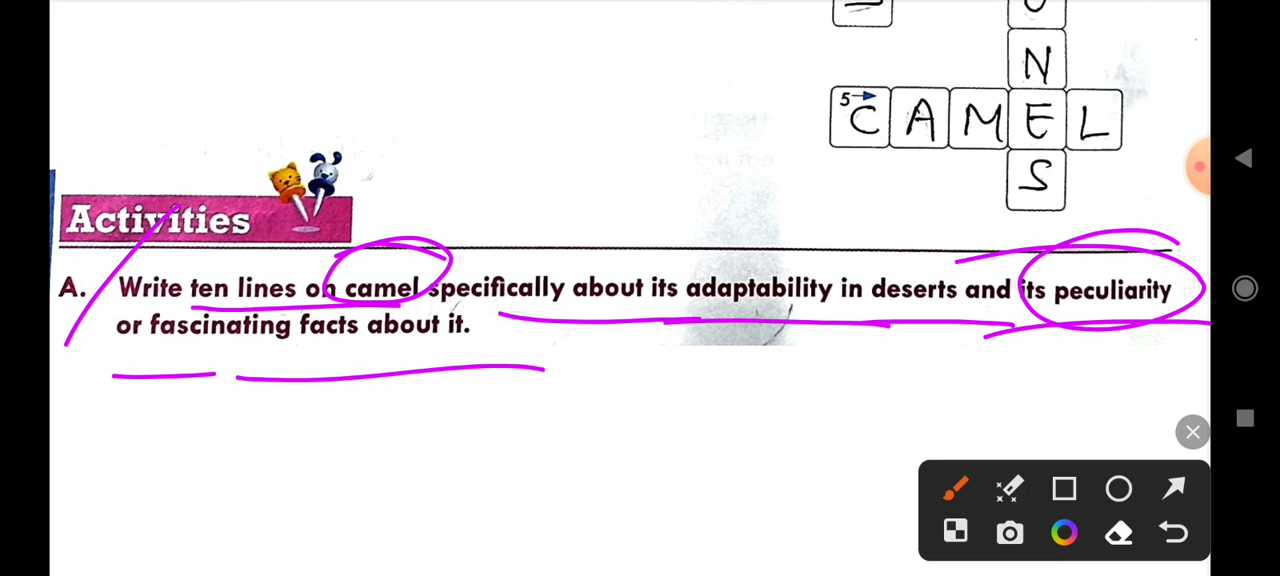 N
5 C A M E L
S
Activities
A. Write ten lines on camel specifically about its adaptability in deserts and its peculiarity
or fascinating facts about it.